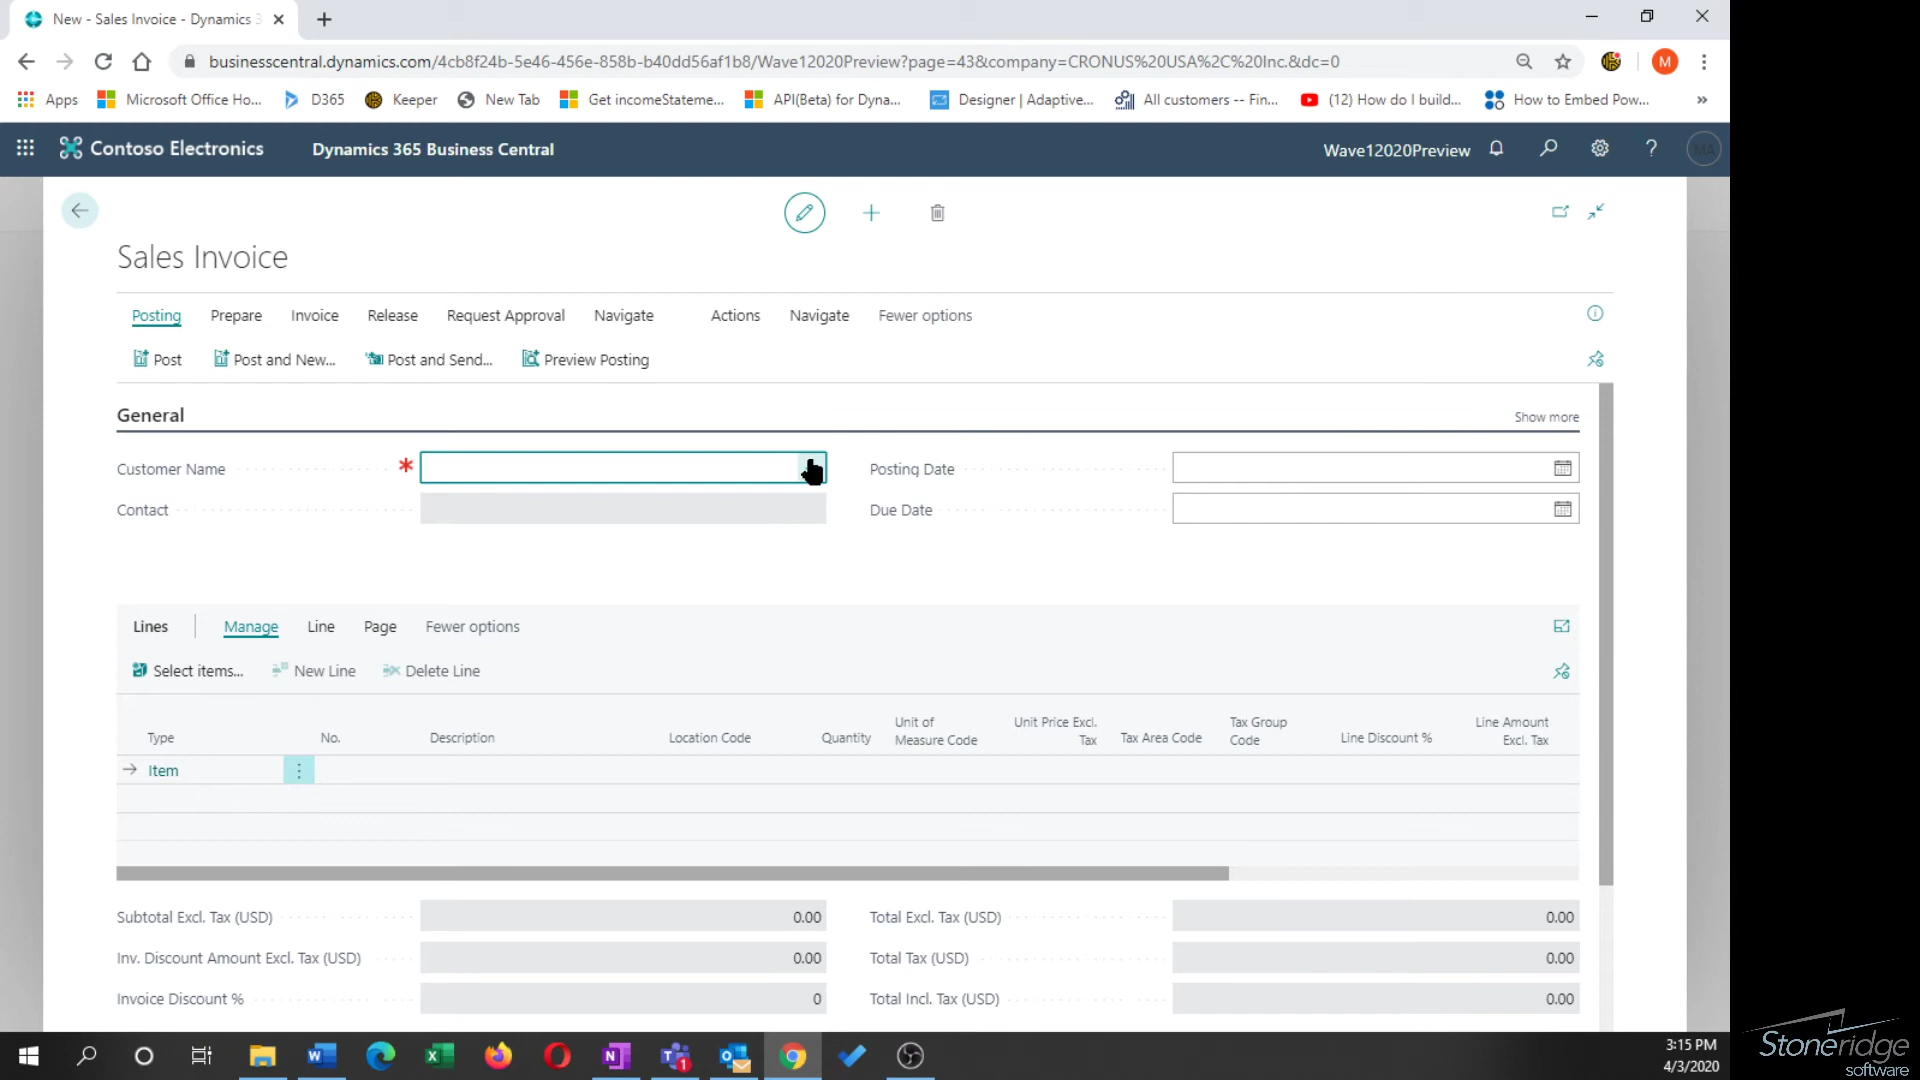 New - Sales Invoice - Dynamics 3
businesscentral.dynamics.com/4cb8f24b-5e46-456e-858b-b40dd56af1b8/Wave12020Preview?page=43&company=CRONUS%20USA%2C%20Inc.&dc=0
M
Apps Microsoft Office Ho... D365 Keeper New Tab Get incomeStateme... API(Beta) for Dyna... Designer | Adaptive... All customers -- Fin... (12) How do I build... How to Embed Pow... »
Contoso Electronics Dynamics 365 Business Central Wave12020Preview ? MA
Sales Invoice
Posting Prepare Invoice Release Request Approval Navigate Actions Navigate Fewer options
Post Post and New... Post and Send... Preview Posting
General Show more
Customer Name * Posting Date
Contact Due Date
Lines Manage Line Page Fewer options
Select items... New Line Delete Line
Type No. Description Location Code Quantity Unit of Measure Code Unit Price Excl. Tax Tax Area Code Tax Group Code Line Discount % Line Amount Excl. Tax
Item
Subtotal Excl. Tax (USD) 0.00 Total Excl. Tax (USD) 0.00
Inv. Discount Amount Excl. Tax (USD) 0.00 Total Tax (USD) 0.00
Invoice Discount % 0 Total Incl. Tax (USD) 0.00
3:15 PM
4/3/2020
Stoneridge
software